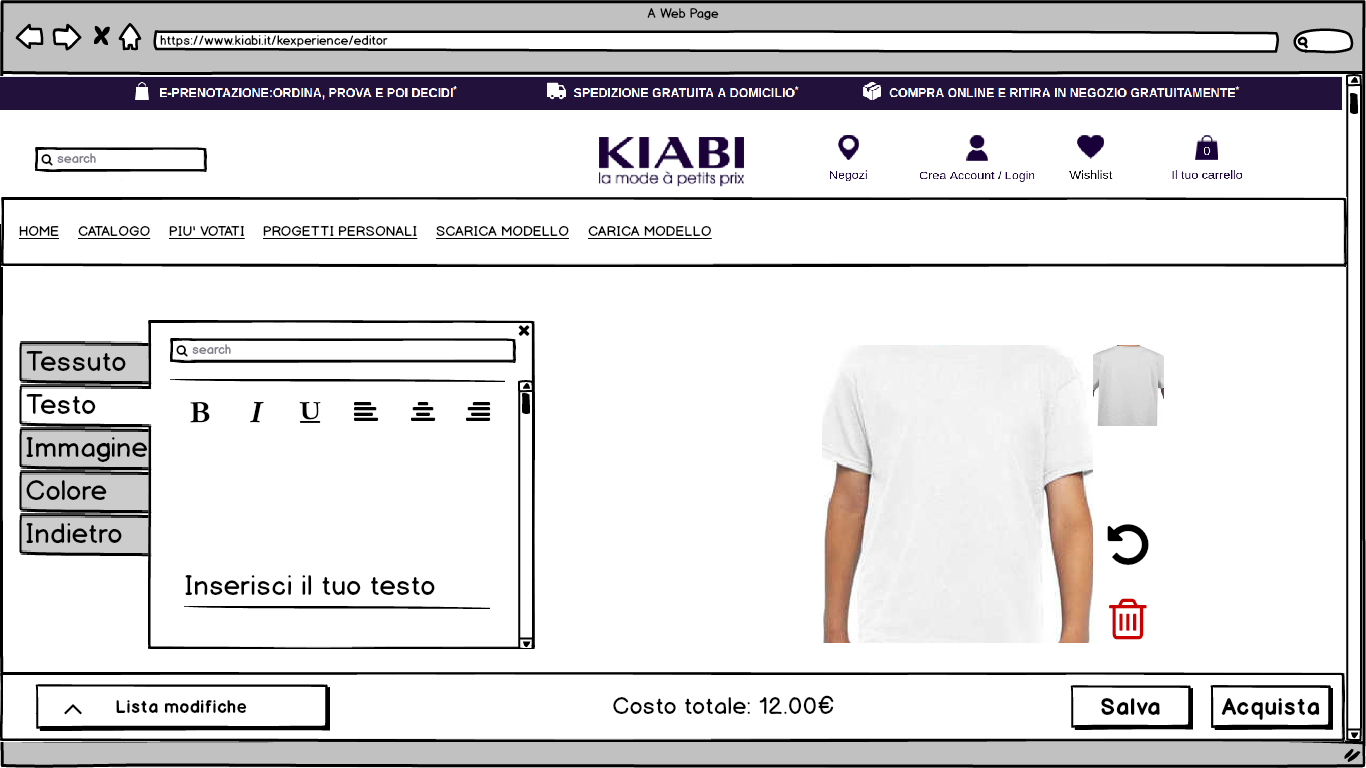 A Web Page
https://www.kiabi.it/kexperience/editor
E-PRENOTAZIONE:ORDINA, PROVA E POI DECIDI*
SPEDIZIONE GRATUITA A DOMICILIO*
COMPRA ONLINE E RITIRA IN NEGOZIO GRATUITAMENTE*
search
KIABI
la mode à petits prix
Negozi
Crea Account / Login
Wishlist
0
Il tuo carrello
HOME CATALOGO PIU' VOTATI PROGETTI PERSONALI SCARICA MODELLO CARICA MODELLO
Tessuto
Testo
Immagine
Colore
Indietro
search
B I U
Inserisci il tuo testo
Lista modifiche
Costo totale: 12.00€
Salva
Acquista